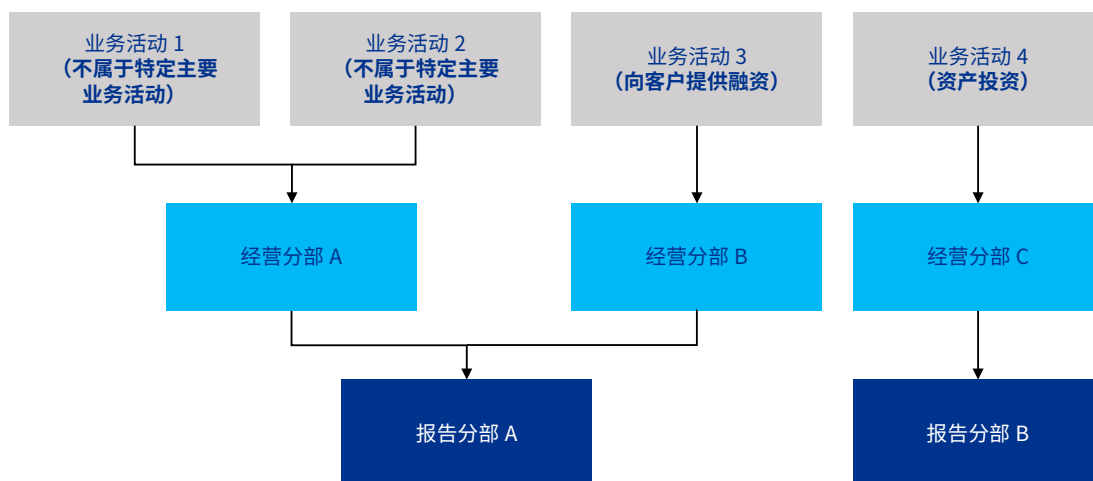 业务活动 1
（不属于特定主要
业务活动）
业务活动 2
（不属于特定主要
业务活动）
业务活动 3
（向客户提供融资）
业务活动 4
（资产投资）
经营分部 A
经营分部 B
经营分部 C
报告分部 A
报告分部 B